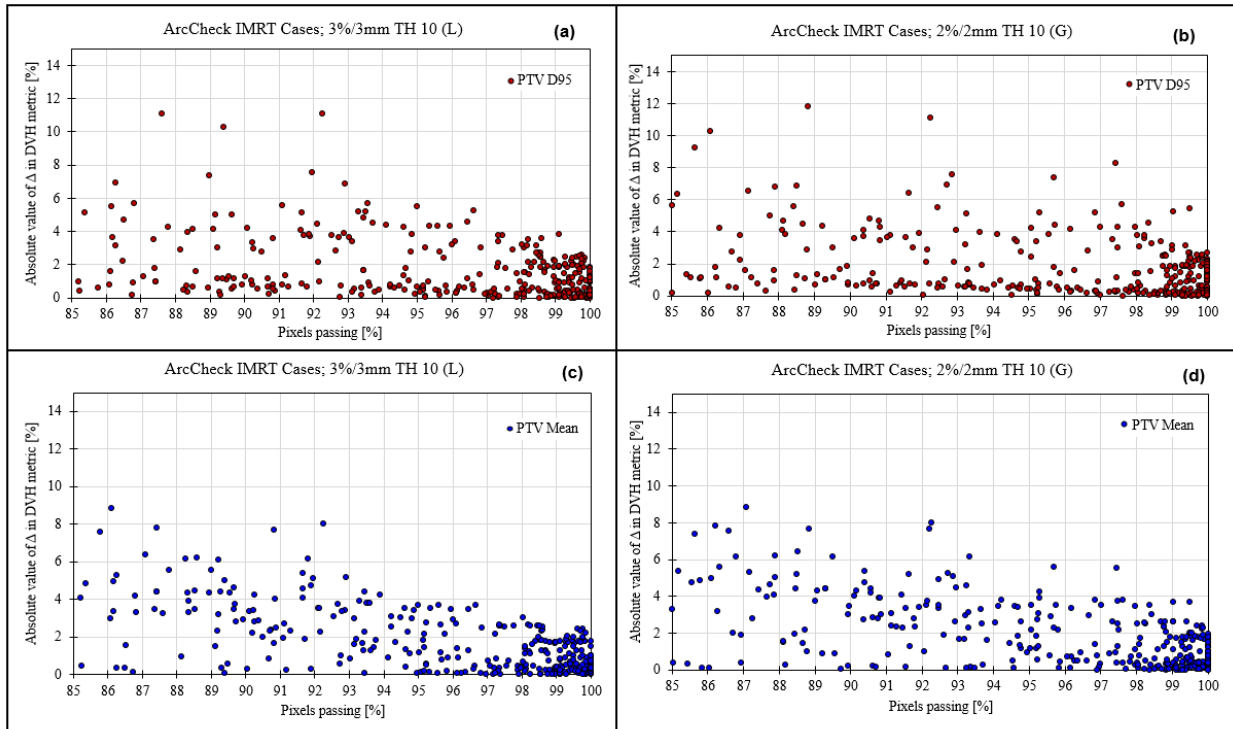 ArcCheck IMRT Cases; 3%/3mm TH 10 (L)
(a)
Absolute value of Δ in DVH metric [%]
14
12
10
8
6
4
2
0
PTV D95
85 86 87 88 89 90 91 92 93 94 95 96 97 98 99 100
Pixels passing [%]
ArcCheck IMRT Cases; 2%/2mm TH 10 (G)
(b)
Absolute value of Δ in DVH metric [%]
14
12
10
8
6
4
2
0
PTV D95
85 86 87 88 89 90 91 92 93 94 95 96 97 98 99 100
Pixels passing [%]
ArcCheck IMRT Cases; 3%/3mm TH 10 (L)
(c)
Absolute value of Δ in DVH metric [%]
14
12
10
8
6
4
2
0
PTV Mean
85 86 87 88 89 90 91 92 93 94 95 96 97 98 99 100
Pixels passing [%]
ArcCheck IMRT Cases; 2%/2mm TH 10 (G)
(d)
Absolute value of Δ in DVH metric [%]
14
12
10
8
6
4
2
0
PTV Mean
85 86 87 88 89 90 91 92 93 94 95 96 97 98 99 100
Pixels passing [%]